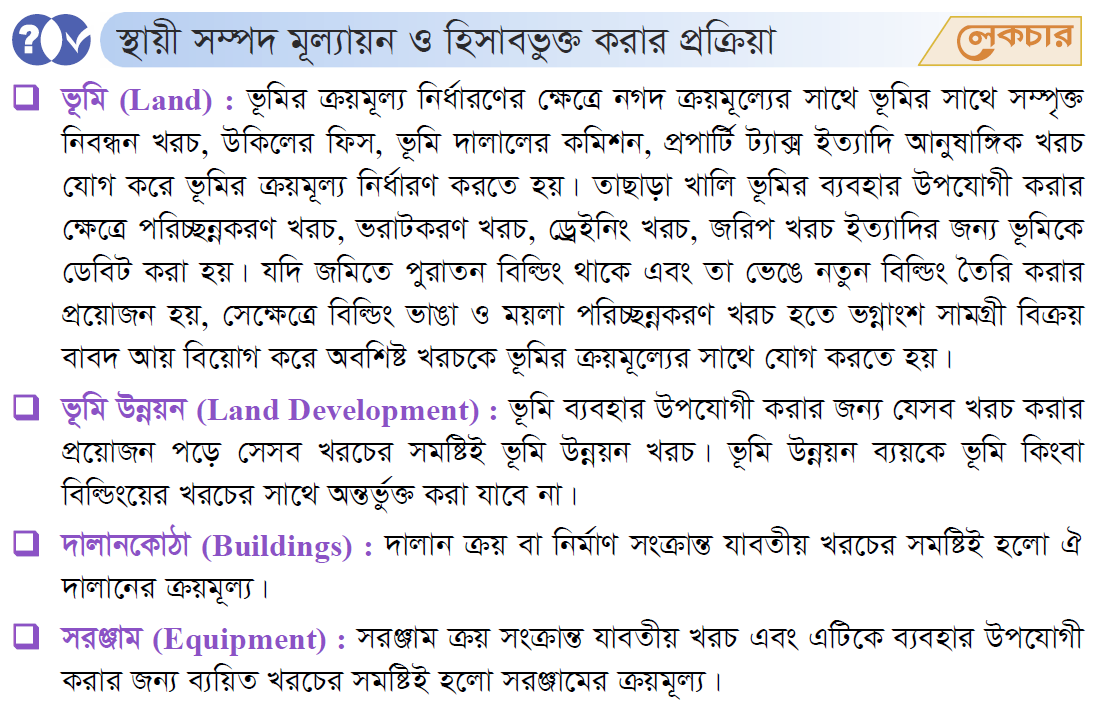 স্থায়ী সম্পদ মূল্যায়ন ও হিসাবভুক্ত করার প্রক্রিয়া
লেকচার
ভূমি (Land) : ভূমির ক্রয়মূল্য নির্ধারণের ক্ষেত্রে নগদ ক্রয়মূল্যের সাথে ভূমির সাথে সম্পৃক্ত
নিবন্ধন খরচ, উকিলের ফিস, ভূমি দালালের কমিশন, প্রপার্টি ট্যাক্স ইত্যাদি আনুষাঙ্গিক খরচ
যোগ করে ভূমির ক্রয়মূল্য নির্ধারণ করতে হয়। তাছাড়া খালি ভূমির ব্যবহার উপযোগী করার
ক্ষেত্রে পরিচ্ছন্নকরণ খরচ, ভরাটকরণ খরচ, ড্রেইনিং খরচ, জরিপ খরচ ইত্যাদির জন্য ভূমিকে
ডেবিট করা হয়। যদি জমিতে পুরাতন বিল্ডিং থাকে এবং তা ভেঙে নতুন বিল্ডিং তৈরি করার
প্রয়োজন হয়, সেক্ষেত্রে বিল্ডিং ভাঙা ও ময়লা পরিচ্ছন্নকরণ খরচ হতে ভগ্নাংশ সামগ্রী বিক্রয়
বাবদ আয় বিয়োগ করে অবশিষ্ট খরচকে ভূমির ক্রয়মূল্যের সাথে যোগ করতে হয়।
ভূমি উন্নয়ন (Land Development) : ভূমি ব্যবহার উপযোগী করার জন্য যেসব খরচ করার
প্রয়োজন পড়ে সেসব খরচের সমষ্টিই ভূমি উন্নয়ন খরচ। ভূমি উন্নয়ন ব্যয়কে ভূমি কিংবা
বিল্ডিংয়ের খরচের সাথে অন্তর্ভুক্ত করা যাবে না।
দালানকোঠা (Buildings) : দালান ক্রয় বা নির্মাণ সংক্রান্ত যাবতীয় খরচের সমষ্টিই হলো ঐ
দালানের ক্রয়মূল্য।
সরঞ্জাম (Equipment) : সরঞ্জাম ক্রয় সংক্রান্ত যাবতীয় খরচ এবং এটিকে ব্যবহার উপযোগী
করার জন্য ব্যয়িত খরচের সমষ্টিই হলো সরঞ্জামের ক্রয়মূল্য।